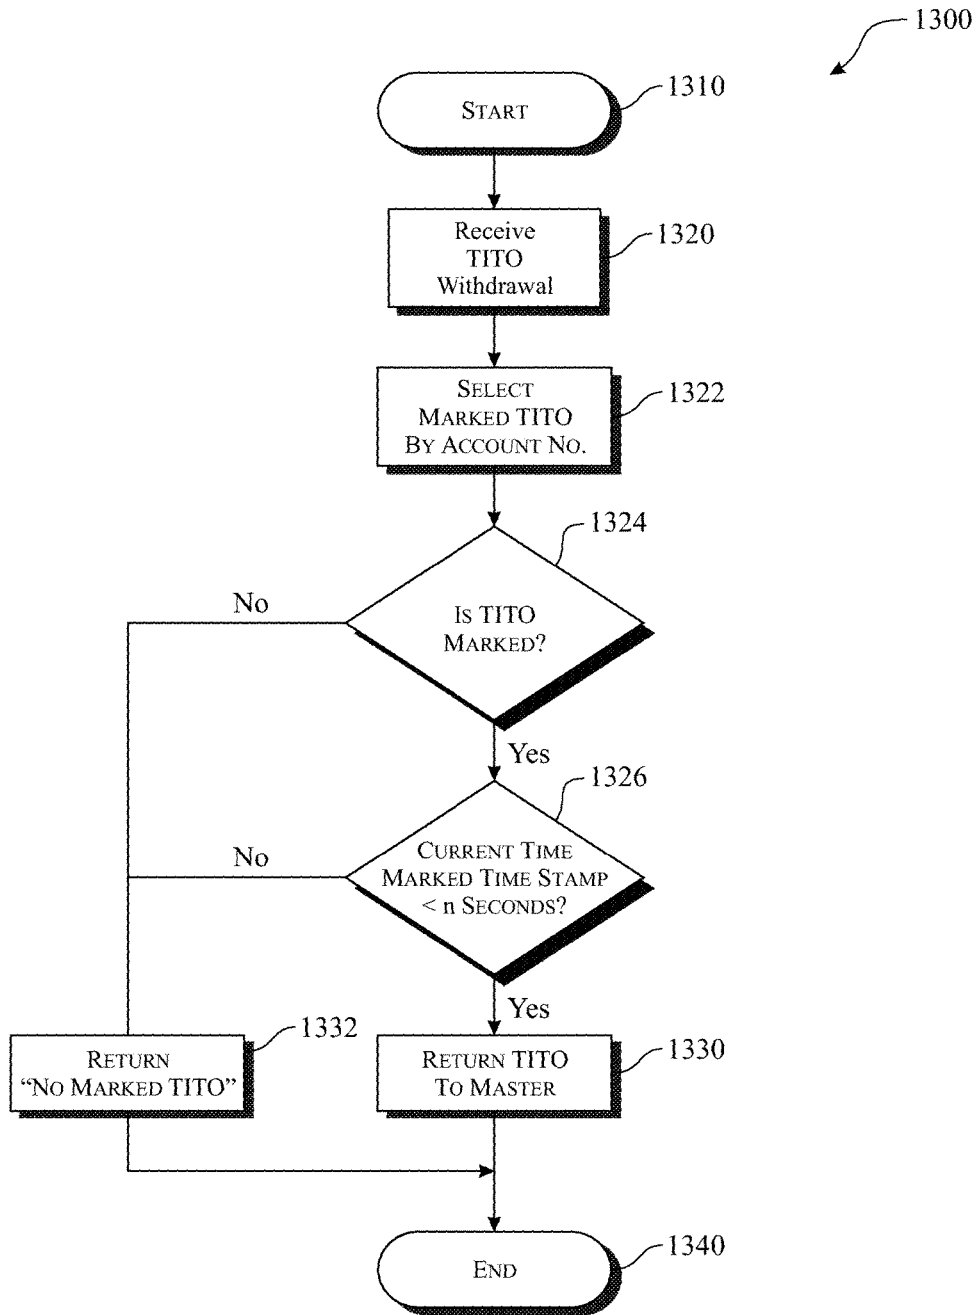 1300
START
1310
Receive
TITO
Withdrawal
1320
SELECT
MARKED TITO
BY ACCOUNT NO.
1322
1324
IS TITO
MARKED?
No
Yes
1326
CURRENT TIME
MARKED TIME STAMP
< n SECONDS?
No
Yes
1332
RETURN
“NO MARKED TITO”
RETURN TITO
TO MASTER
1330
END
1340